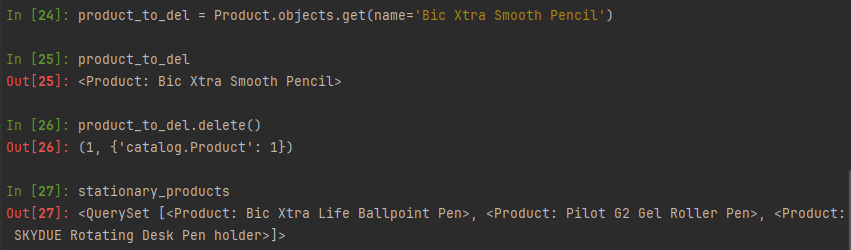 In [24]: product_to_del = Product.objects.get(name='Bic Xtra Smooth Pencil')
In [25]: product_to_del
Out[25]: <Product: Bic Xtra Smooth Pencil>
In [26]: product_to_del.delete()
Out[26]: (1, {'catalog.Product': 1})
In [27]: stationary_products
Out[27]: <QuerySet [<Product: Bic Xtra Life Ballpoint Pen>, <Product: Pilot G2 Gel Roller Pen>, <Product:
SKYDUE Rotating Desk Pen holder>]>